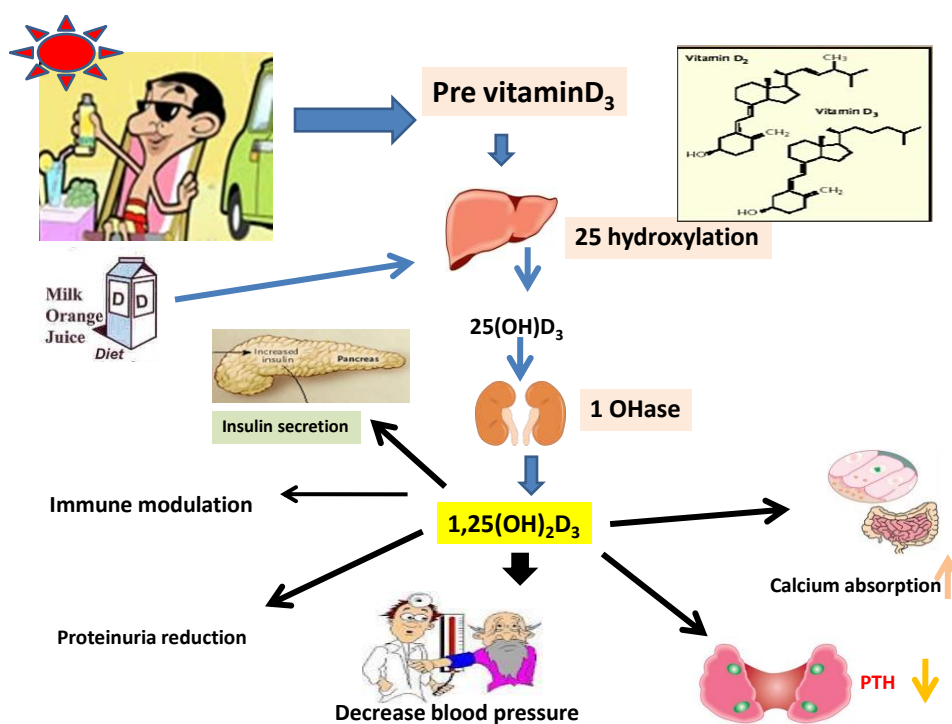 Pre vitaminD₃
Vitamin D₂
CH₃
Vitamin D₃
CH₂
HO
CH₂
HO
25 hydroxylation
Milk
Orange
Juice
Diet
D D
25(OH)D₃
Increased
insulin
Pancreas
Insulin secretion
1 OHase
Immune modulation
1,25(OH)₂D₃
Calcium absorption
Proteinuria reduction
PTH
Decrease blood pressure